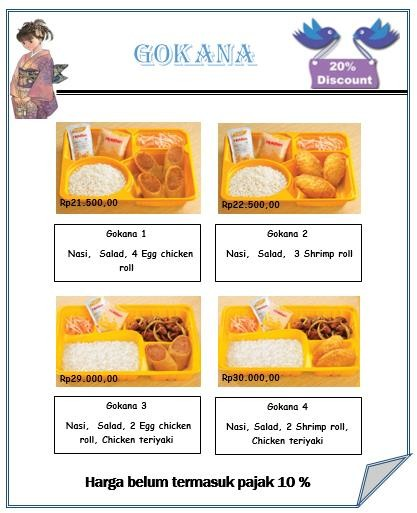 GOKANA
20%
Discount
Rp21.500,00
Rp22.500,00
Gokana 1
Nasi, Salad, 4 Egg chicken
roll
Gokana 2
Nasi, Salad, 3 Shrimp roll
Rp29.000,00
Rp30.000,00
Gokana 3
Nasi, Salad, 2 Egg chicken
roll, Chicken teriyaki
Gokana 4
Nasi, Salad, 2 Shrimp roll,
Chicken teriyaki
Harga belum termasuk pajak 10 %